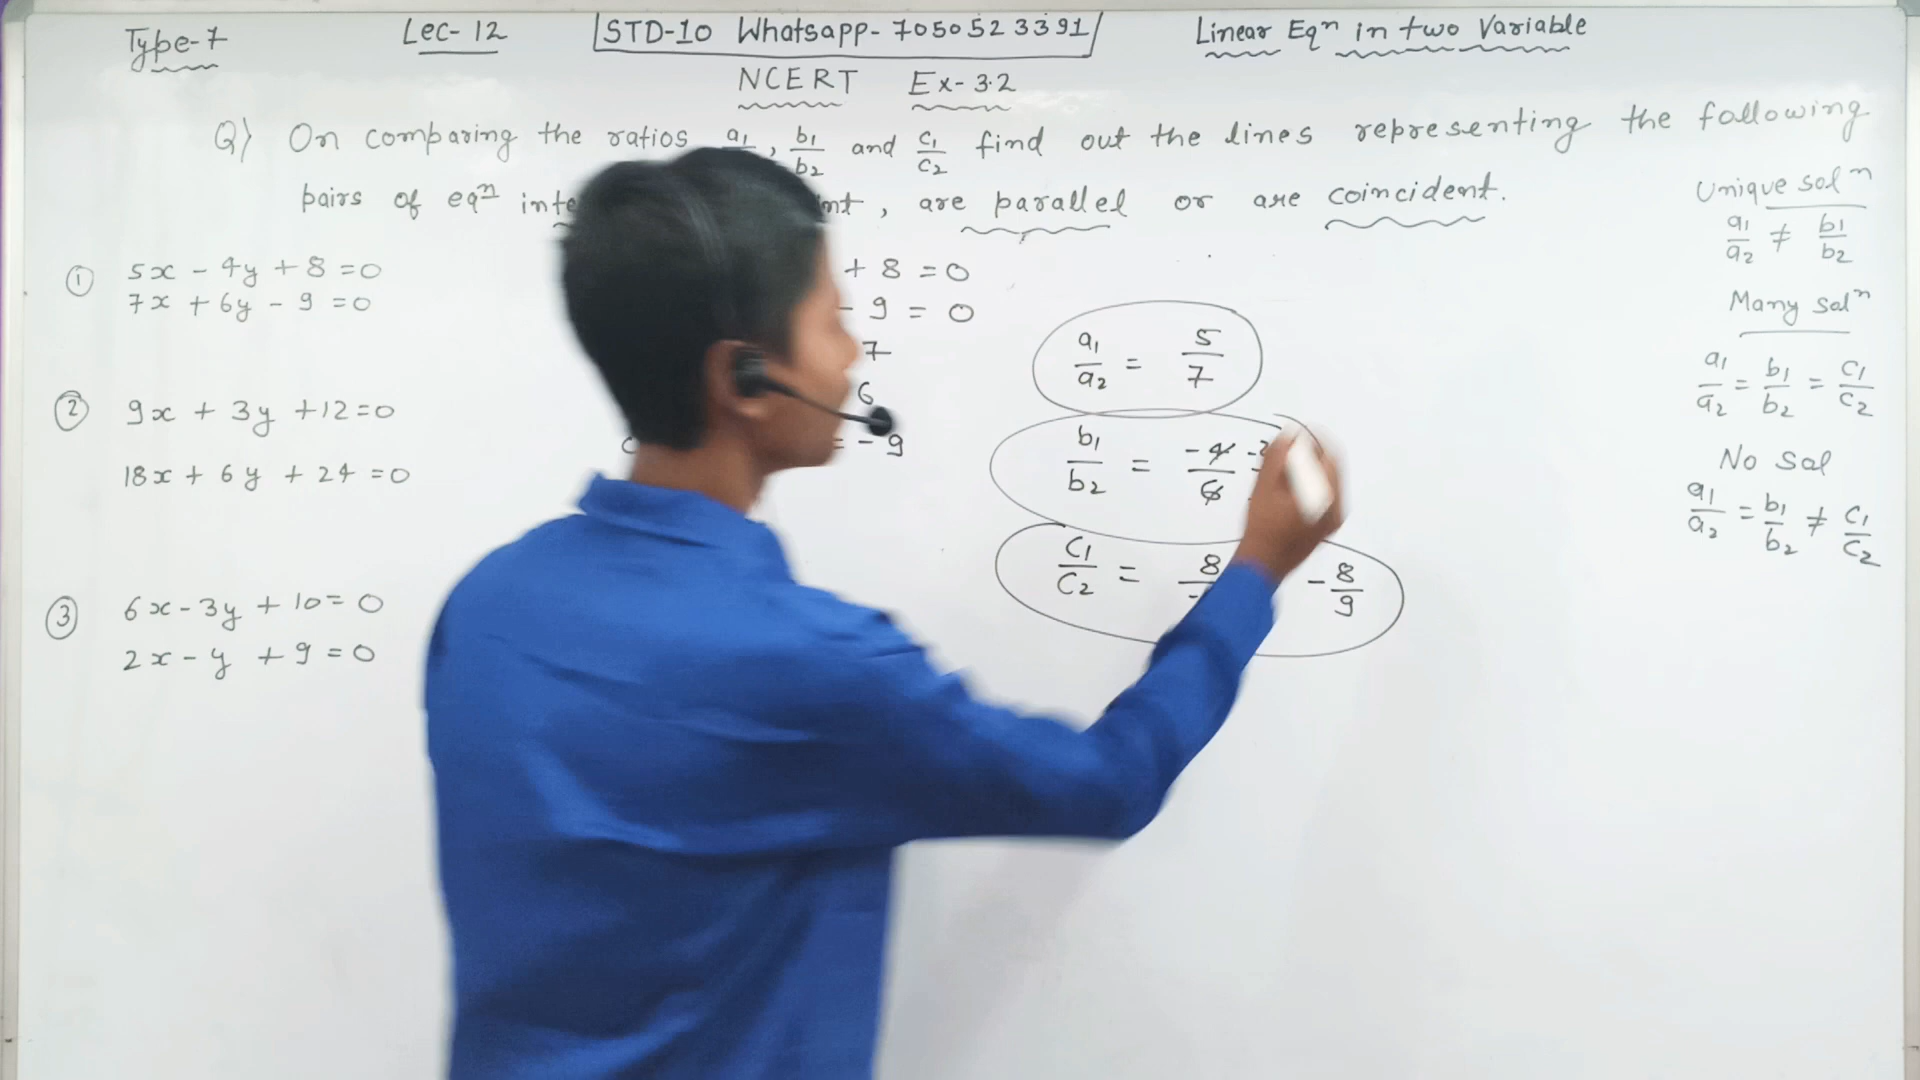 Type-7 Lec-12 STD-10 Whatsapp-7050523391 Linear Eqn in two Variable
NCERT Ex-3.2
Q) On comparing the ratios a1, b1/b2 and c1/c2 find out the lines representing the following
pairs of eqn inte nt, are parallel or are coincident.
① 5x - 4y + 8 = 0
7x + 6y - 9 = 0
② 9x + 3y + 12 = 0
18x + 6y + 24 = 0
③ 6x - 3y + 10 = 0
2x - y + 9 = 0
+ 8 = 0
- 9 = 0
7
6
= -9
a1/a2 = 5/7
b1/b2 = -4/6
c1/c2 = 8 -8/9
Unique soln
a1/a2 ≠ b1/b2
Many soln
a1/a2 = b1/b2 = c1/c2
No sol
a1/a2 = b1/b2 ≠ c1/c2